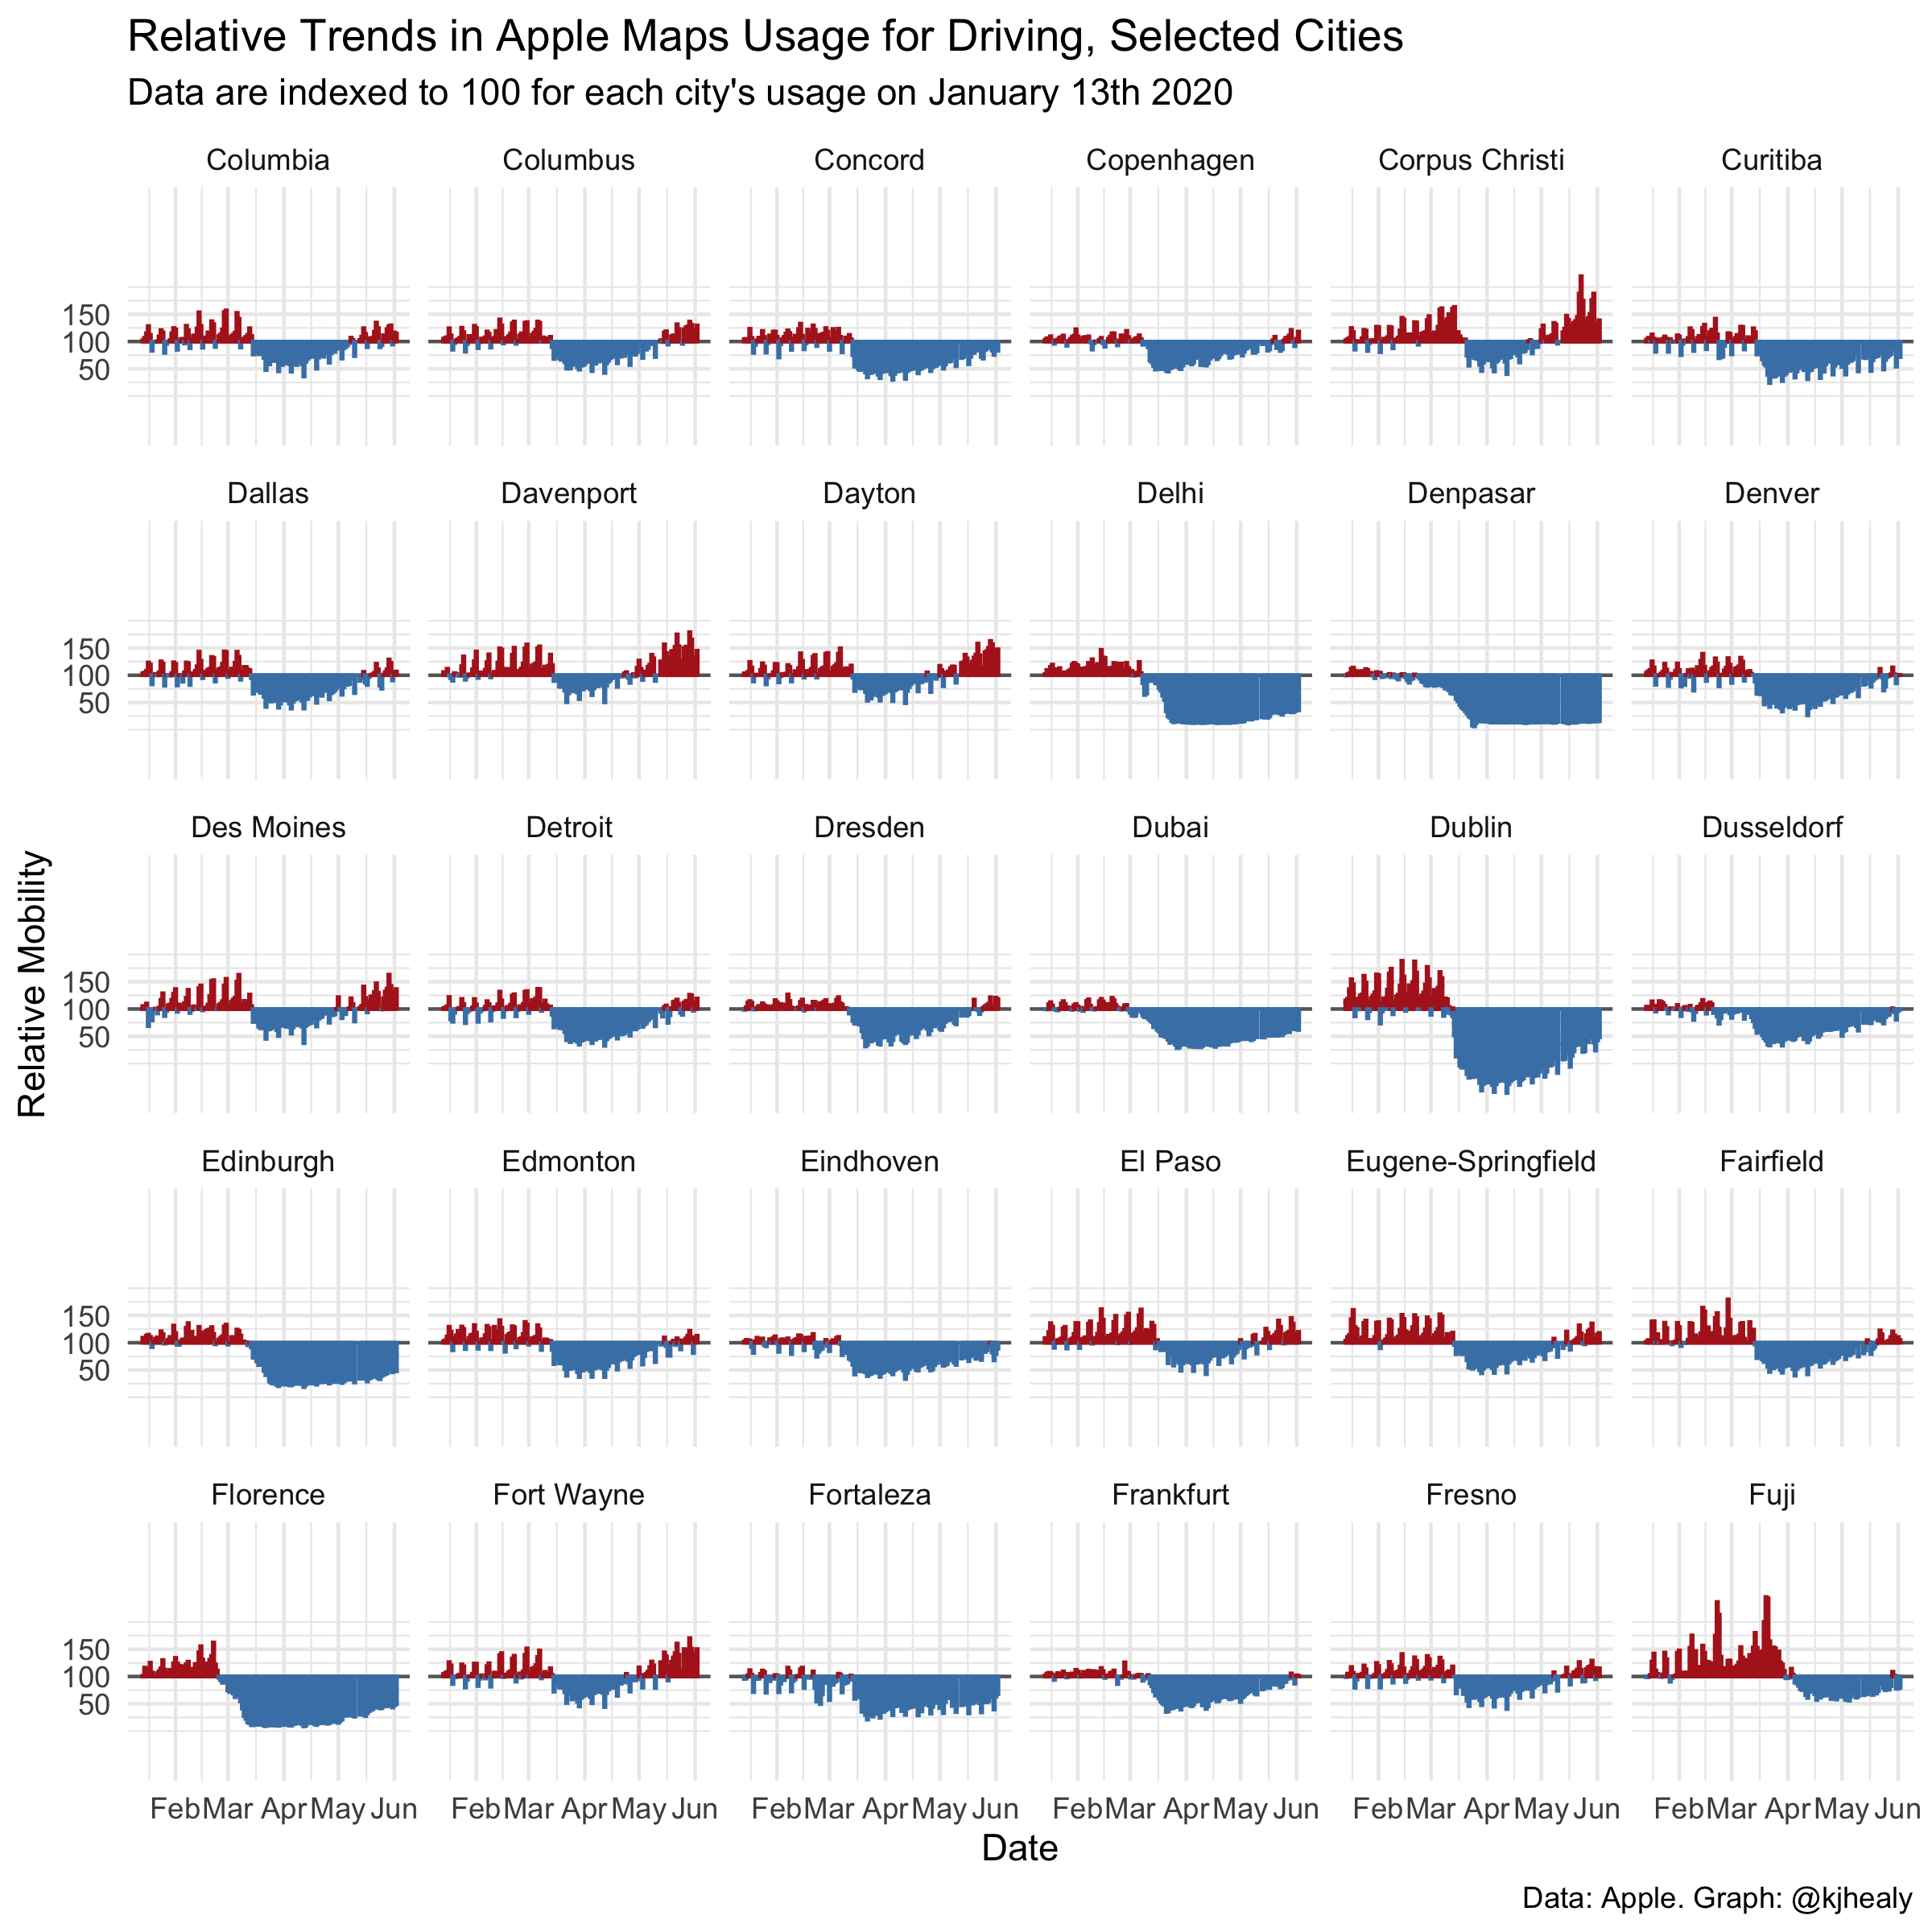 Relative Trends in Apple Maps Usage for Driving, Selected Cities
Data are indexed to 100 for each city's usage on January 13th 2020
Columbia Columbus Concord Copenhagen Corpus Christi Curitiba
150
100
50
Dallas Davenport Dayton Delhi Denpasar Denver
150
100
50
Des Moines Detroit Dresden Dubai Dublin Dusseldorf
150
100
50
Relative Mobility
Edinburgh Edmonton Eindhoven El Paso Eugene-Springfield Fairfield
150
100
50
Florence Fort Wayne Fortaleza Frankfurt Fresno Fuji
150
100
50
Feb Mar Apr May Jun Feb Mar Apr May Jun Feb Mar Apr May Jun Feb Mar Apr May Jun Feb Mar Apr May Jun Feb Mar Apr May Jun
Date
Data: Apple. Graph: @kjhealy